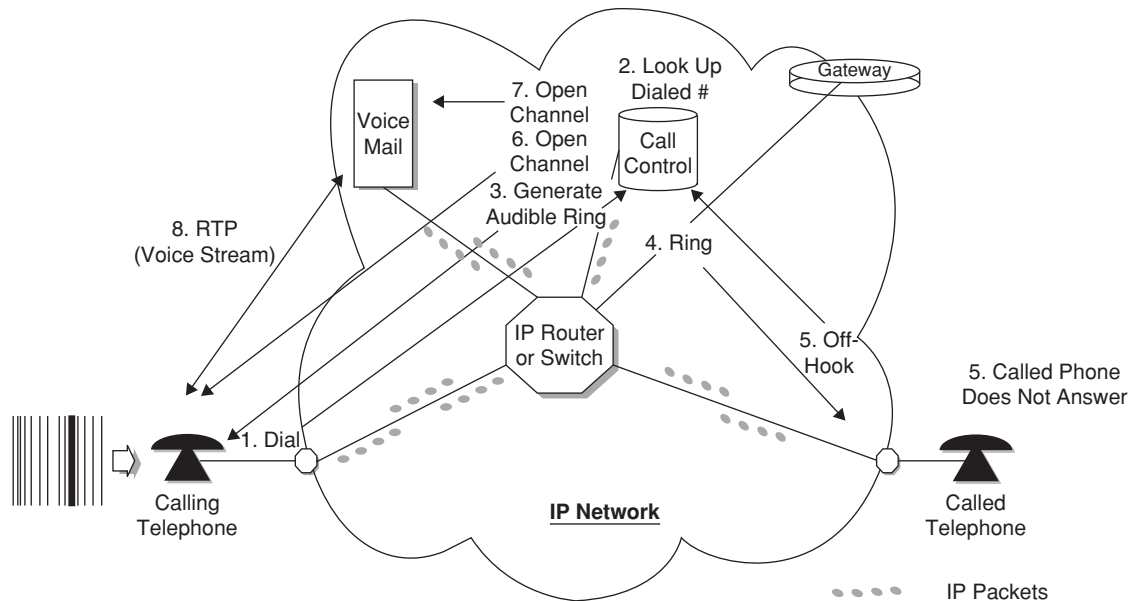 Gateway
2. Look Up
Dialed #
7. Open
Channel
Voice
Mail
6. Open
Channel
Call
Control
3. Generate
Audible Ring
8. RTP
(Voice Stream)
4. Ring
IP Router
or Switch
5. Off-
Hook
5. Called Phone
Does Not Answer
1. Dial
Calling
Telephone
IP Network
Called
Telephone
IP Packets